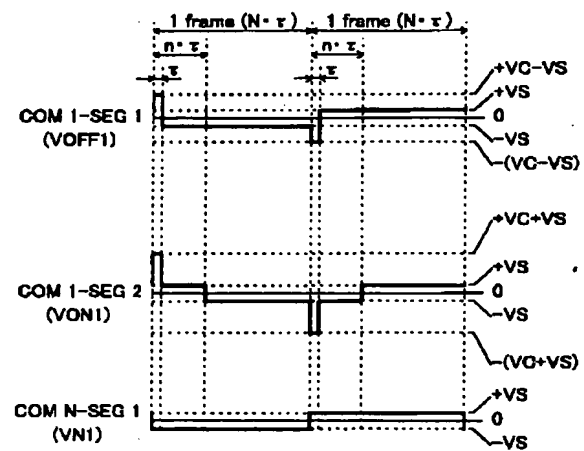 1 frame (N・τ) 1 frame (N・τ)
n・τ n・τ
τ τ
+VC-VS
+VS
COM 1-SEG 1 0
(VOFF1) -VS
-(VC-VS)
+VC+VS
+VS
COM 1-SEG 2 0
(VON1) -VS
-(VC+VS)
COM N-SEG 1 +VS
(VN1) 0
-VS